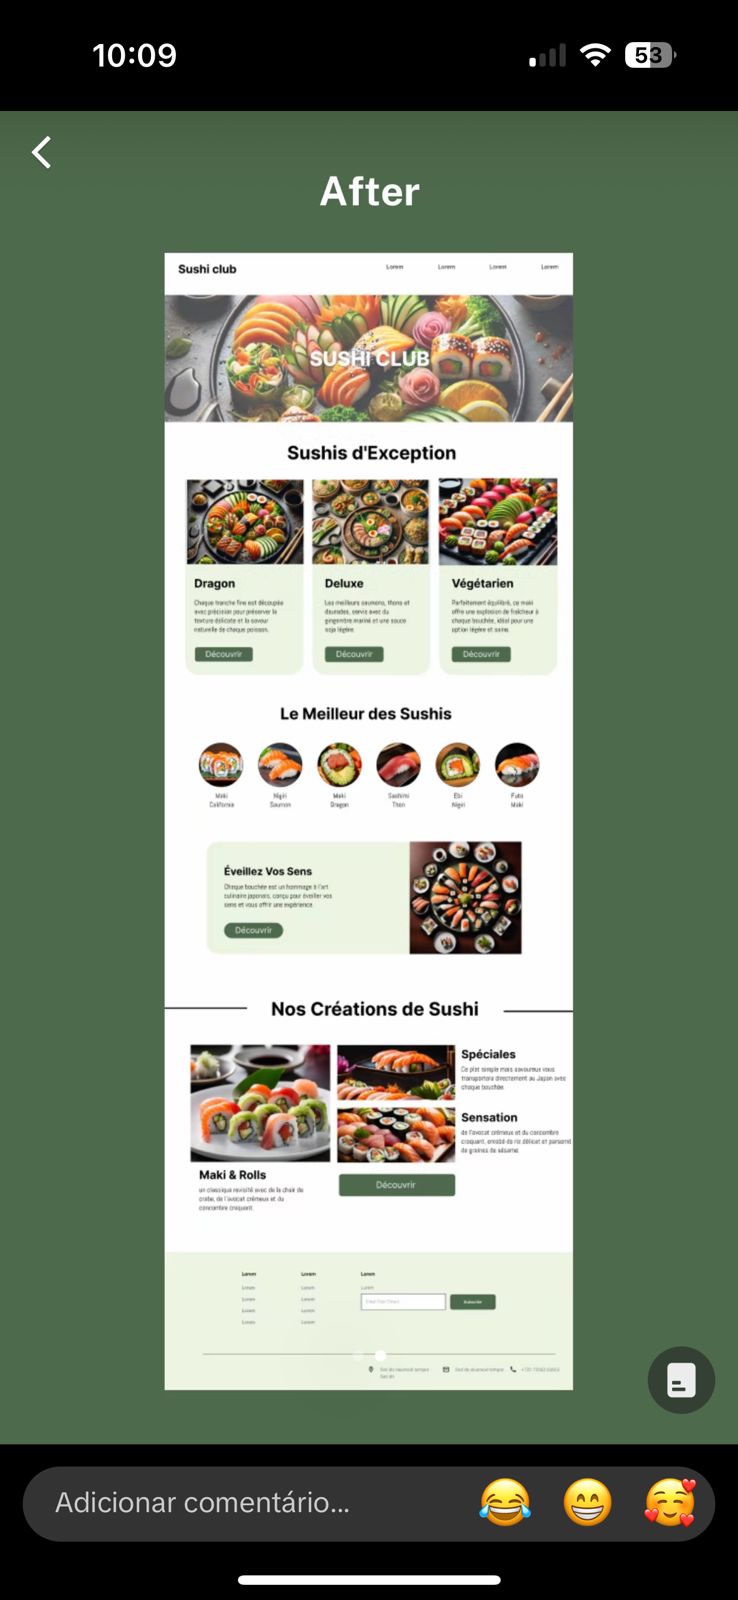 10:09
53
After
Sushi club
Lorem Lorem Lorem Lorem
SUSHI CLUB
Sushis d'Exception
Dragon
Chaque tranche fine est découpée
avec précision pour préserver la
texture délicate et la saveur
naturelle de chaque poisson.
Découvrir
Deluxe
Les meilleurs saumons, thons et
daurades, servis avec du
gingembre mariné et une sauce
soja légère.
Découvrir
Végétarien
Parfaitement équilibré, ce maki
offre une explosion de fraîcheur à
chaque bouchée, idéal pour une
option légère et saine.
Découvrir
Le Meilleur des Sushis
Maki
California
Nigiri
Saumon
Maki
Dragon
Sashimi
Thon
Ebi
Nigiri
Futo
Maki
Éveillez Vos Sens
Chaque bouchée est un hommage à l'art
culinaire japonais, conçu pour éveiller vos
sens et vous offrir une expérience.
Découvrir
Nos Créations de Sushi
Maki & Rolls
un classique revisité avec de la chair de
crabe, de l'avocat crémeux et du
concombre croquant.
Spéciales
Ce plat simple mais savoureux vous
transportera directement au Japon avec
chaque bouchée.
Sensation
de l'avocat crémeux et du concombre
croquant, enrobé de riz délicat et parsemé
de graines de sésame.
Découvrir
Lorem
Lorem
Lorem
Lorem
Lorem
Lorem
Lorem
Lorem
Lorem
Lorem
Lorem
Lorem
Subscribe
Sed do eiusmod tempor
Sed do eiusmod tempor
Adicionar comentário...